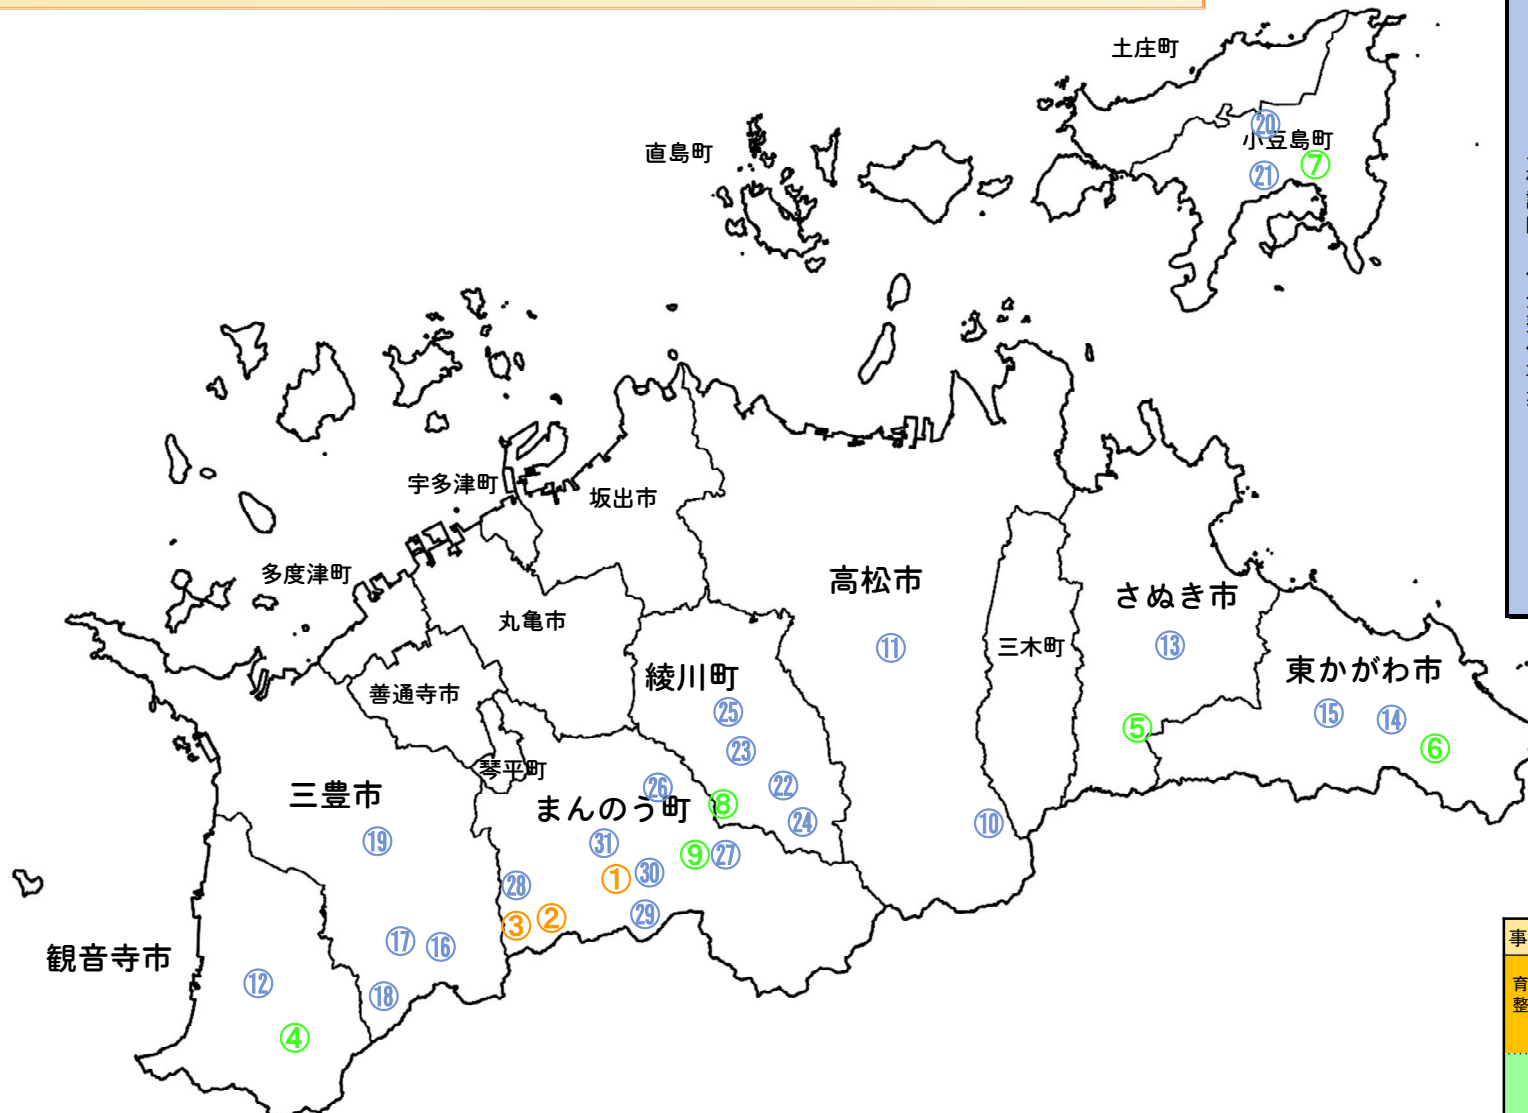 土庄町
直島町
⑳
小豆島町
㉑
⑦
宇多津町
坂出市
多度津町
高松市
さぬき市
丸亀市
⑪
三木町
⑬
綾川町
東かがわ市
善通寺市
㉕
⑮
⑭
⑤
⑥
㉓
琴平町
㉖
㉒
三豊市
まんのう町
⑧
㉔
⑩
⑲
㉛
⑨
㉗
①
㉚
㉘
③
②
㉙
観音寺市
⑰
⑯
⑫
⑱
④
事
育
整